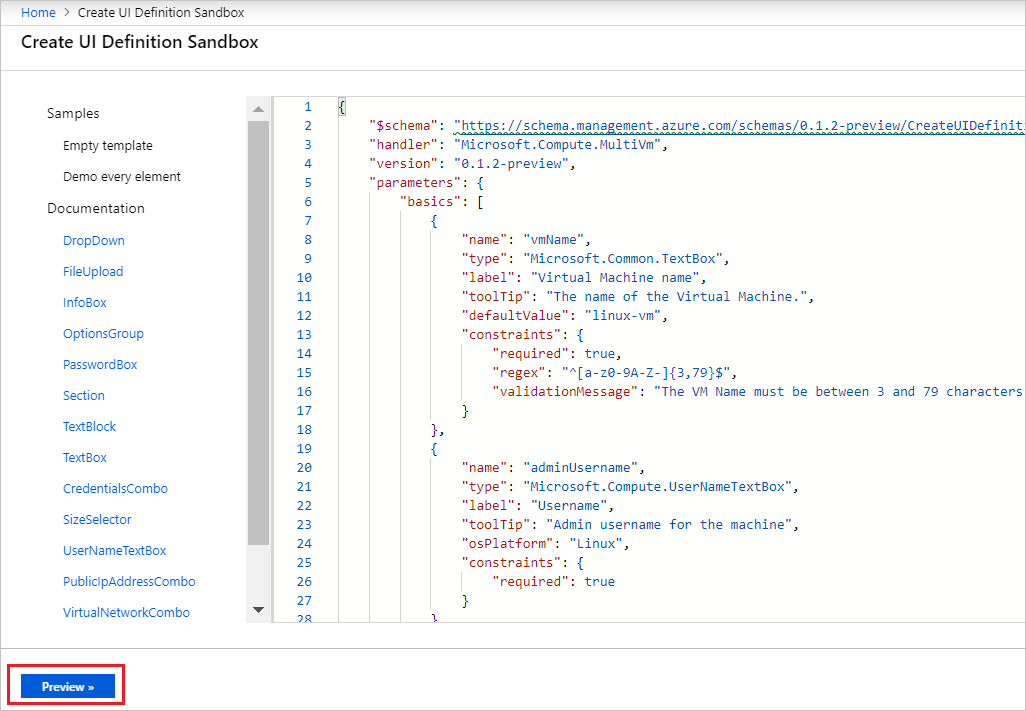 Home > Create UI Definition Sandbox
Create UI Definition Sandbox
Samples
Empty template
Demo every element
Documentation
DropDown
FileUpload
InfoBox
OptionsGroup
PasswordBox
Section
TextBlock
TextBox
CredentialsCombo
SizeSelector
UserNameTextBox
PublicIpAddressCombo
VirtualNetworkCombo
1 {
2 "$schema": "https://schema.management.azure.com/schemas/0.1.2-preview/CreateUIDefiniti
3 "handler": "Microsoft.Compute.MultiVm",
4 "version": "0.1.2-preview",
5 "parameters": {
6 "basics": [
7 {
8 "name": "vmName",
9 "type": "Microsoft.Common.TextBox",
10 "label": "Virtual Machine name",
11 "toolTip": "The name of the Virtual Machine.",
12 "defaultValue": "linux-vm",
13 "constraints": {
14 "required": true,
15 "regex": "^[a-z0-9A-Z-]{3,79}$",
16 "validationMessage": "The VM Name must be between 3 and 79 characters
17 }
18 },
19 {
20 "name": "adminUsername",
21 "type": "Microsoft.Compute.UserNameTextBox",
22 "label": "Username",
23 "toolTip": "Admin username for the machine",
24 "osPlatform": "Linux",
25 "constraints": {
26 "required": true
27 }
28 }
Preview »